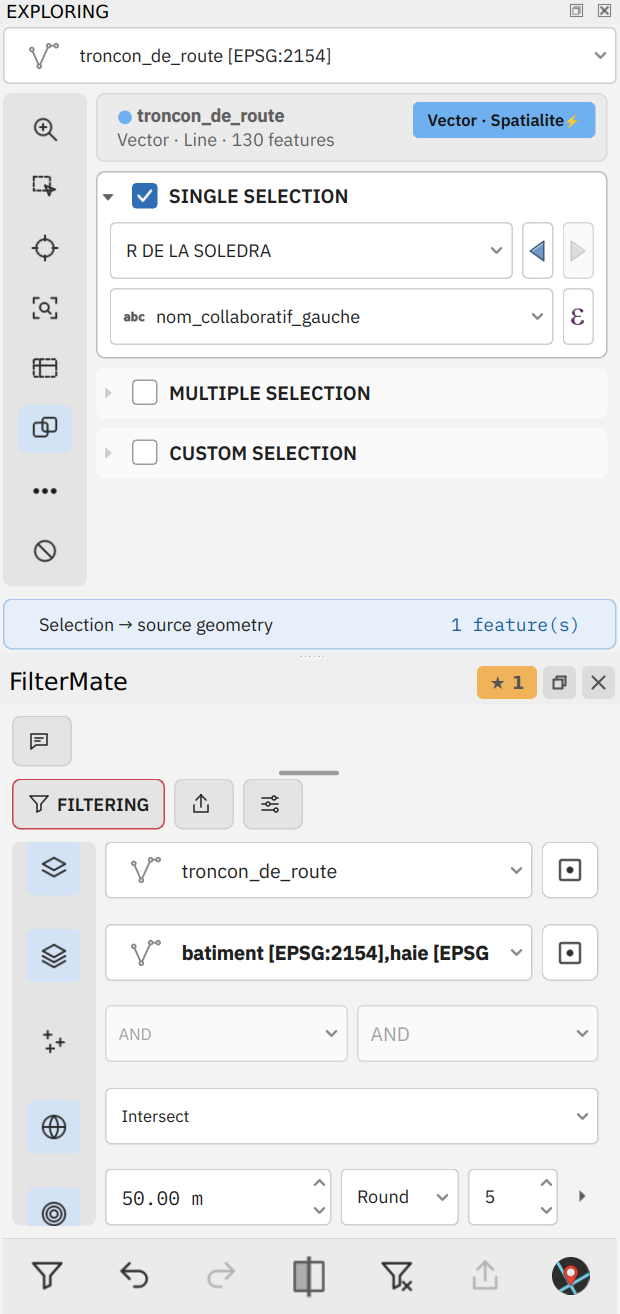 EXPLORING
troncon_de_route [EPSG:2154]
troncon_de_route
Vector · Line · 130 features
Vector · Spatialite⚡
SINGLE SELECTION
R DE LA SOLEDRA
abc nom_collaboratif_gauche
ε
MULTIPLE SELECTION
CUSTOM SELECTION
Selection → source geometry 1 feature(s)
FilterMate
★ 1
FILTERING
troncon_de_route
batiment [EPSG:2154],haie [EPSG
AND AND
Intersect
50.00 m Round 5